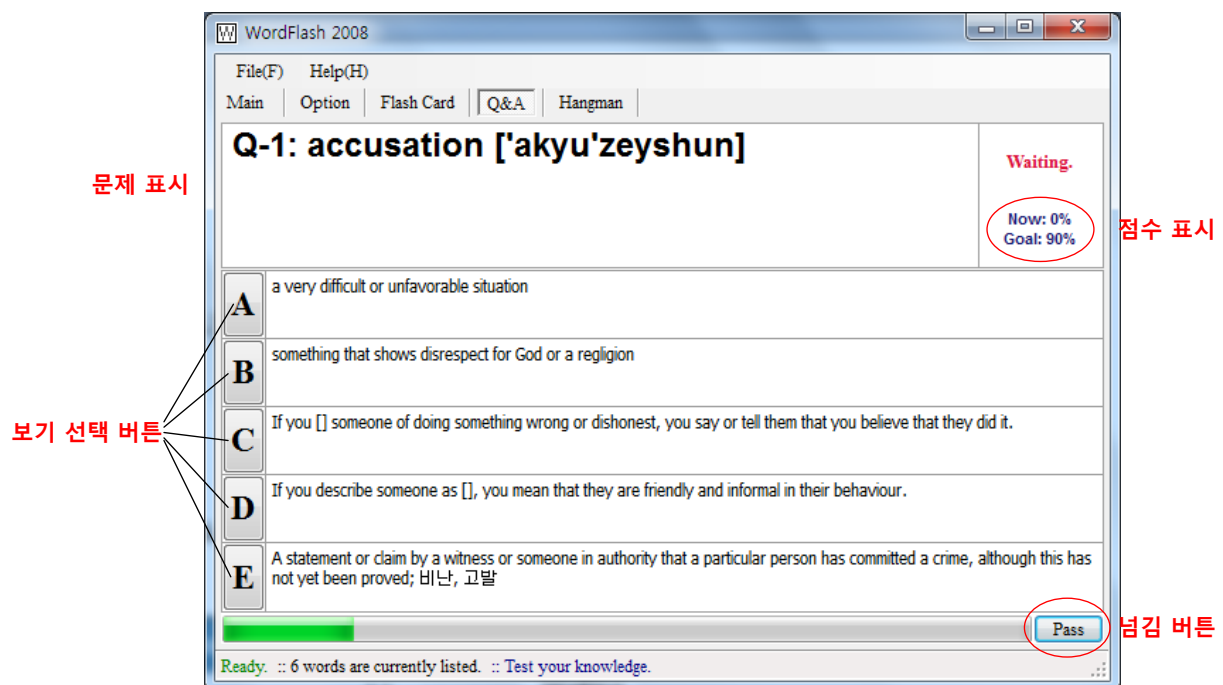 WordFlash 2008
File(F) Help(H)
Main Option Flash Card Q&A Hangman
Q-1: accusation ['akyu'zeyshun]
Waiting.
문제 표시
Now: 0%
Goal: 90%
점수 표시
A a very difficult or unfavorable situation
B something that shows disrespect for God or a regligion
보기 선택 버튼
C If you [] someone of doing something wrong or dishonest, you say or tell them that you believe that they did it.
D If you describe someone as [], you mean that they are friendly and informal in their behaviour.
E A statement or claim by a witness or someone in authority that a particular person has committed a crime, although this has
not yet been proved; 비난, 고발
Pass
넘김 버튼
Ready. :: 6 words are currently listed. :: Test your knowledge.